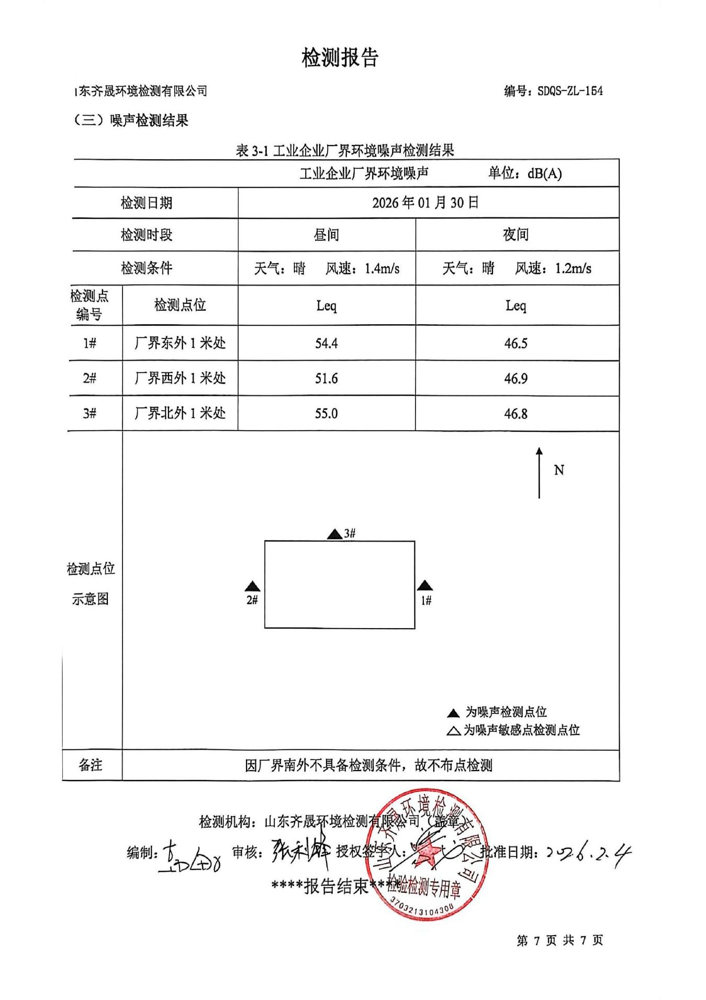 检测报告
东齐晟环境检测有限公司 编号：SDQS-ZL-154
（三）噪声检测结果
表 3-1 工业企业厂界环境噪声检测结果
工业企业厂界环境噪声 单位：dB(A)
检测日期 2026 年 01 月 30 日
检测时段 昼间 夜间
检测条件 天气：晴 风速：1.4m/s 天气：晴 风速：1.2m/s
检测点
编号 检测点位 Leq Leq
1# 厂界东外 1 米处 54.4 46.5
2# 厂界西外 1 米处 51.6 46.9
3# 厂界北外 1 米处 55.0 46.8
N
3#
检测点位
示意图
2# 1#
▲ 为噪声检测点位
△为噪声敏感点检测点位
备注 因厂界南外不具备检测条件，故不布点检测
检测机构：山东齐晟环境检测有限公司（盖章
编制： 审核：张利锋 授权签字人： 批准日期：2026.2.4
****报告结束****
山东齐晟环境检测有限公司
检验检测专用章
3703213104308
第 7 页 共 7 页